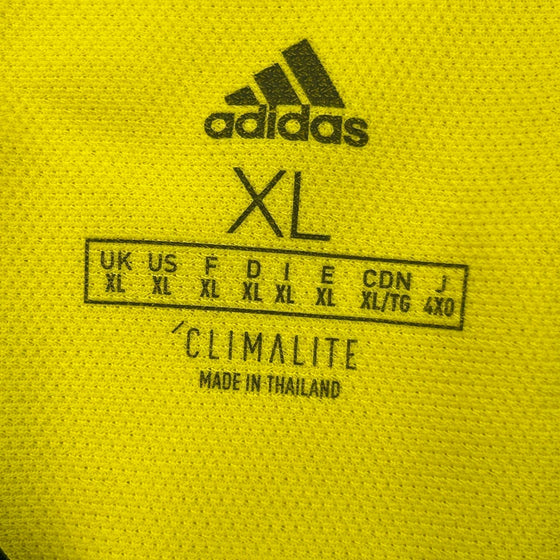 adidas
XL
UK US F D I E CDN J
XL XL XL XL XL XL XL/TG 4XO
CLIMALITE
MADE IN THAILAND